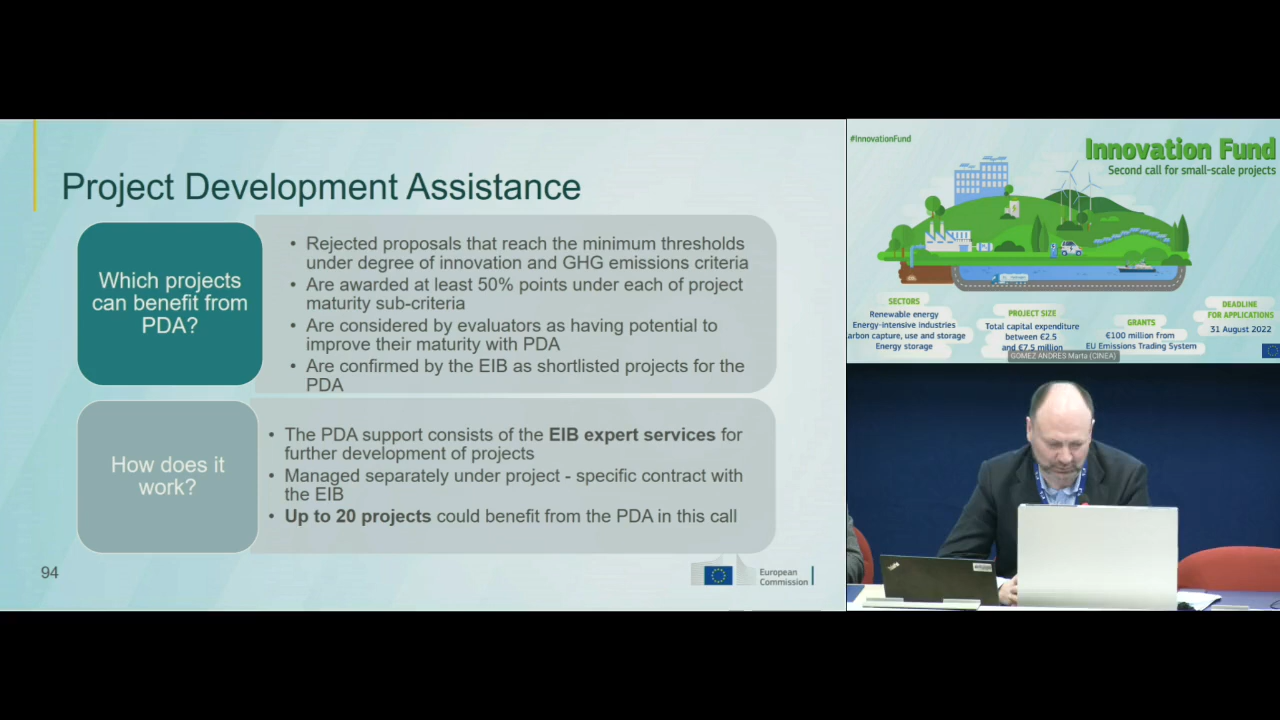 Project Development Assistance
Which projects
can benefit from
PDA?
• Rejected proposals that reach the minimum thresholds
under degree of innovation and GHG emissions criteria
• Are awarded at least 50% points under each of project
maturity sub-criteria
• Are considered by evaluators as having potential to
improve their maturity with PDA
• Are confirmed by the EIB as shortlisted projects for the
PDA
How does it
work?
• The PDA support consists of the EIB expert services for
further development of projects
• Managed separately under project - specific contract with
the EIB
• Up to 20 projects could benefit from the PDA in this call
94
European
Commission
#InnovationFund
Innovation Fund
Second call for small-scale projects
SECTORS
Renewable energy
Energy-intensive industries
arbon capture, use and storage
Energy storage
PROJECT SIZE
Total capital expenditure
between €2.5
and €7.5 million
GRANTS
€100 million from
EU Emissions Trading System
DEADLINE
FOR APPLICATIONS
31 August 2022
GOMEZ ANDRES Marta (CINEA)